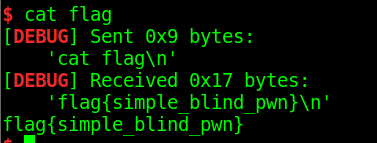 $ cat flag
[DEBUG] Sent 0x9 bytes:
    'cat flag\n'
[DEBUG] Received 0x17 bytes:
    'flag{simple_blind_pwn}\n'
flag{simple_blind_pwn}
$